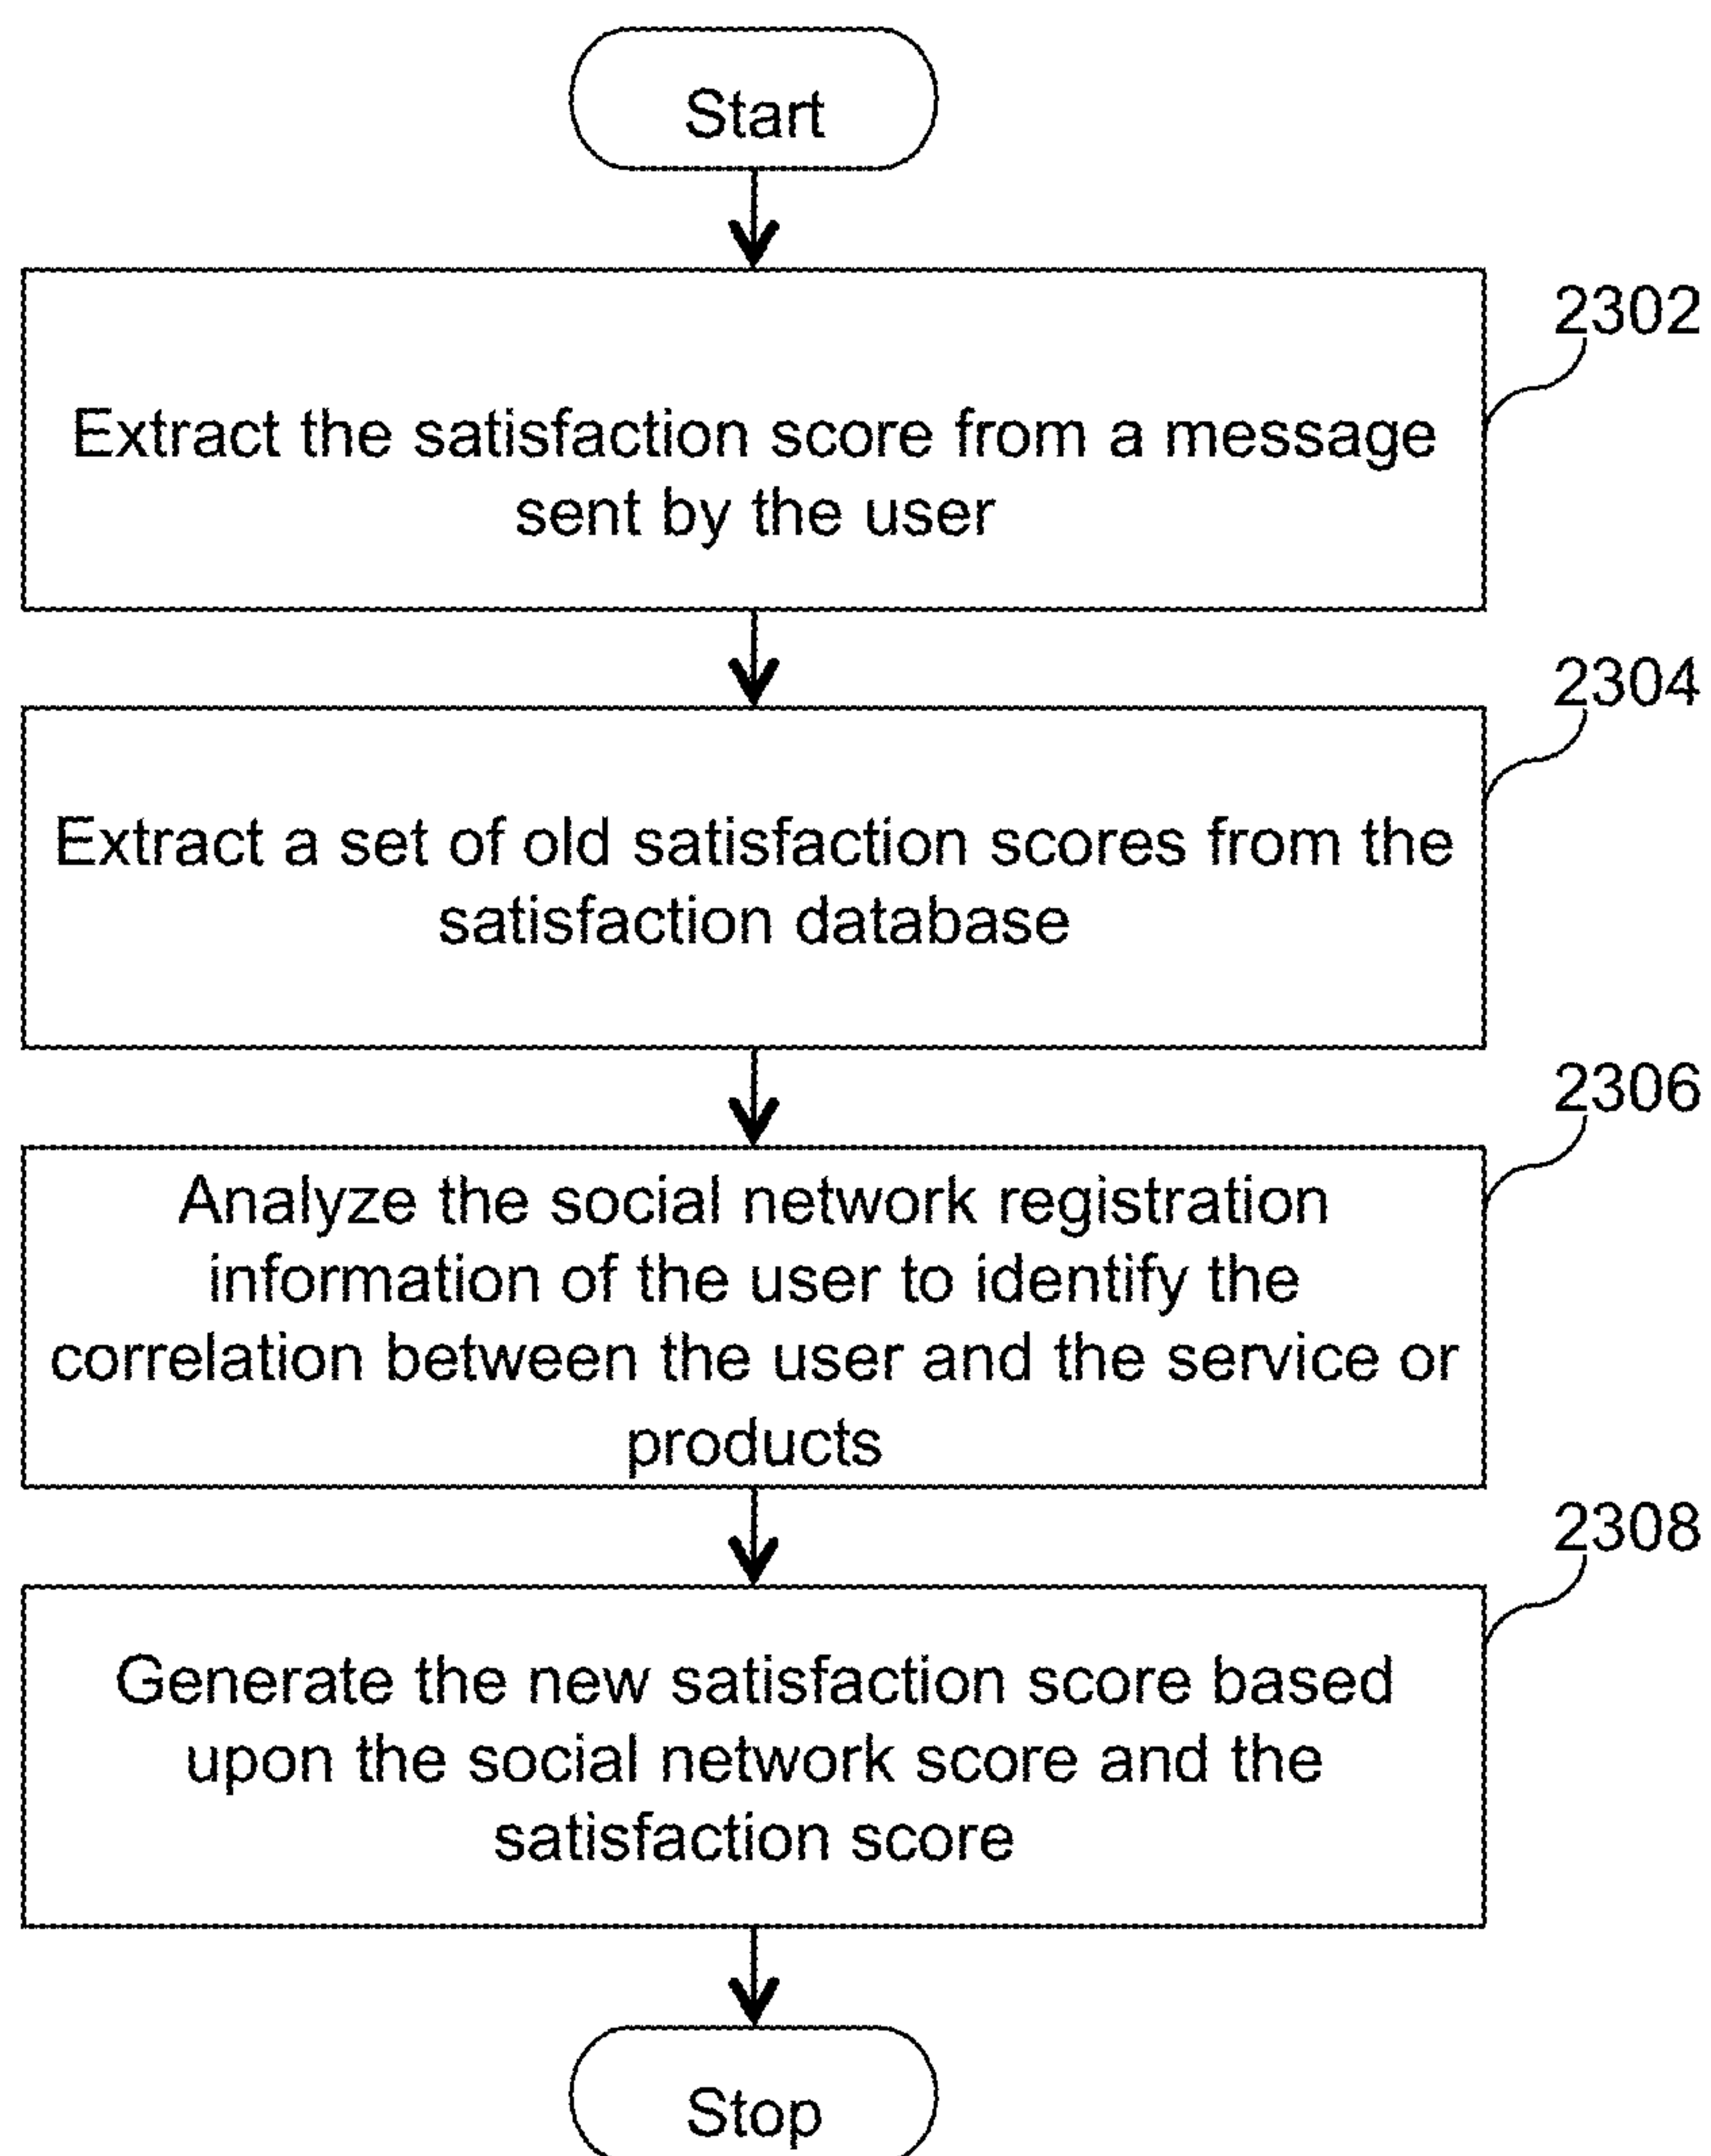 Start
2302
Extract the satisfaction score from a message
sent by the user
2304
Extract a set of old satisfaction scores from the
satisfaction database
2306
Analyze the social network registration
information of the user to identify the
correlation between the user and the service or
products
2308
Generate the new satisfaction score based
upon the social network score and the
satisfaction score
Stop